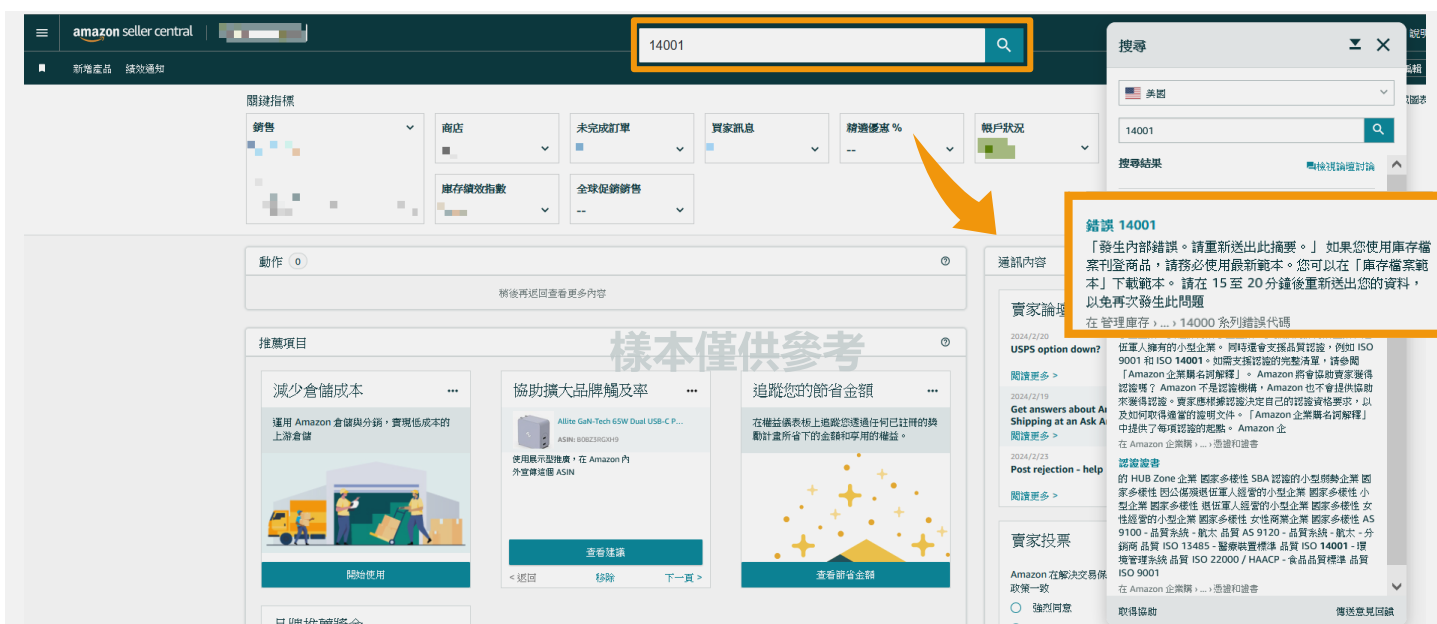 amazon seller central
14001
新增產品 績效通知
搜尋
說明
編輯
美國
14001
搜尋結果
檢視論壇討論
關鍵指標
銷售
商店
未完成訂單
買家訊息
精選優惠 %
--
帳戶狀況
庫存績效指數
全球促銷銷售
--
錯誤 14001
「發生內部錯誤。請重新送出此摘要。」 如果您使用庫存檔
案刊登商品，請務必使用最新範本。您可以在「庫存檔案範
本」下載範本。 請在 15 至 20 分鐘後重新送出您的資料，
以免再次發生此問題
在 管理庫存 › ... › 14000 系列錯誤代碼
動作 0
稍後再返回查看更多內容
推薦項目
樣本僅供參考
減少倉儲成本
運用 Amazon 倉儲與分銷，實現低成本的
上游倉儲
開始使用
協助擴大品牌觸及率
Allite GaN-Tech 65W Dual USB-C P...
ASIN: B0BZ3RGXH9
使用展示型推廣，在 Amazon 內
外宣傳這個 ASIN
查看建議
< 返回 移除 下一頁 >
追蹤您的節省金額
在權益儀表板上追蹤您透過任何已註冊的獎
勵計畫所省下的金額和享用的權益。
查看節省金額
通訊內容
賣家論壇
2024/2/20
USPS option down?
閱讀更多 >
2024/2/19
Get answers about A
Shipping at an Ask A
閱讀更多 >
2024/2/23
Post rejection - help
閱讀更多 >
賣家投票
Amazon 在解決交易保
政策一致
強烈同意
伍軍人擁有的小型企業。 同時還會支援品質認證，例如 ISO
9001 和 ISO 14001。如需支援認證的完整清單，請參閱
「Amazon 企業購名詞解釋」。 Amazon 將會協助賣家獲得
認證嗎？ Amazon 不是認證機構，Amazon 也不會提供協助
來獲得認證。賣家應根據認證決定自己的認證資格要求，以
及如何取得適當的證明文件。「Amazon 企業購名詞解釋」
中提供了每項認證的起點。 Amazon 企
在 Amazon 企業購 › ... › 憑證和證書
認證證書
的 HUB Zone 企業 國家多樣性 SBA 認證的小型弱勢企業 國
家多樣性 因公傷殘退伍軍人經營的小型企業 國家多樣性 小
型企業 國家多樣性 退伍軍人經營的小型企業 國家多樣性 女
性經營的小型企業 國家多樣性 女性商業企業 國家多樣性 AS
9100 - 品質系統 - 航太 品質 AS 9120 - 品質系統 - 航太 - 分
銷商 品質 ISO 13485 - 醫療裝置標準 品質 ISO 14001 - 環
境管理系統 品質 ISO 22000 / HAACP - 食品品質標準 品質
ISO 9001
在 Amazon 企業購 › ... › 憑證和證書
取得協助 傳送意見回饋